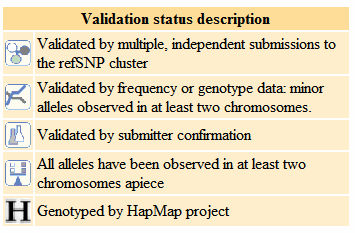 Validation status description
Validated by multiple, independent submissions to
the refSNP cluster
Validated by frequency or genotype data: minor
alleles observed in at least two chromosomes.
Validated by submitter confirmation
All alleles have been observed in at least two
chromosomes apiece
H Genotyped by HapMap project